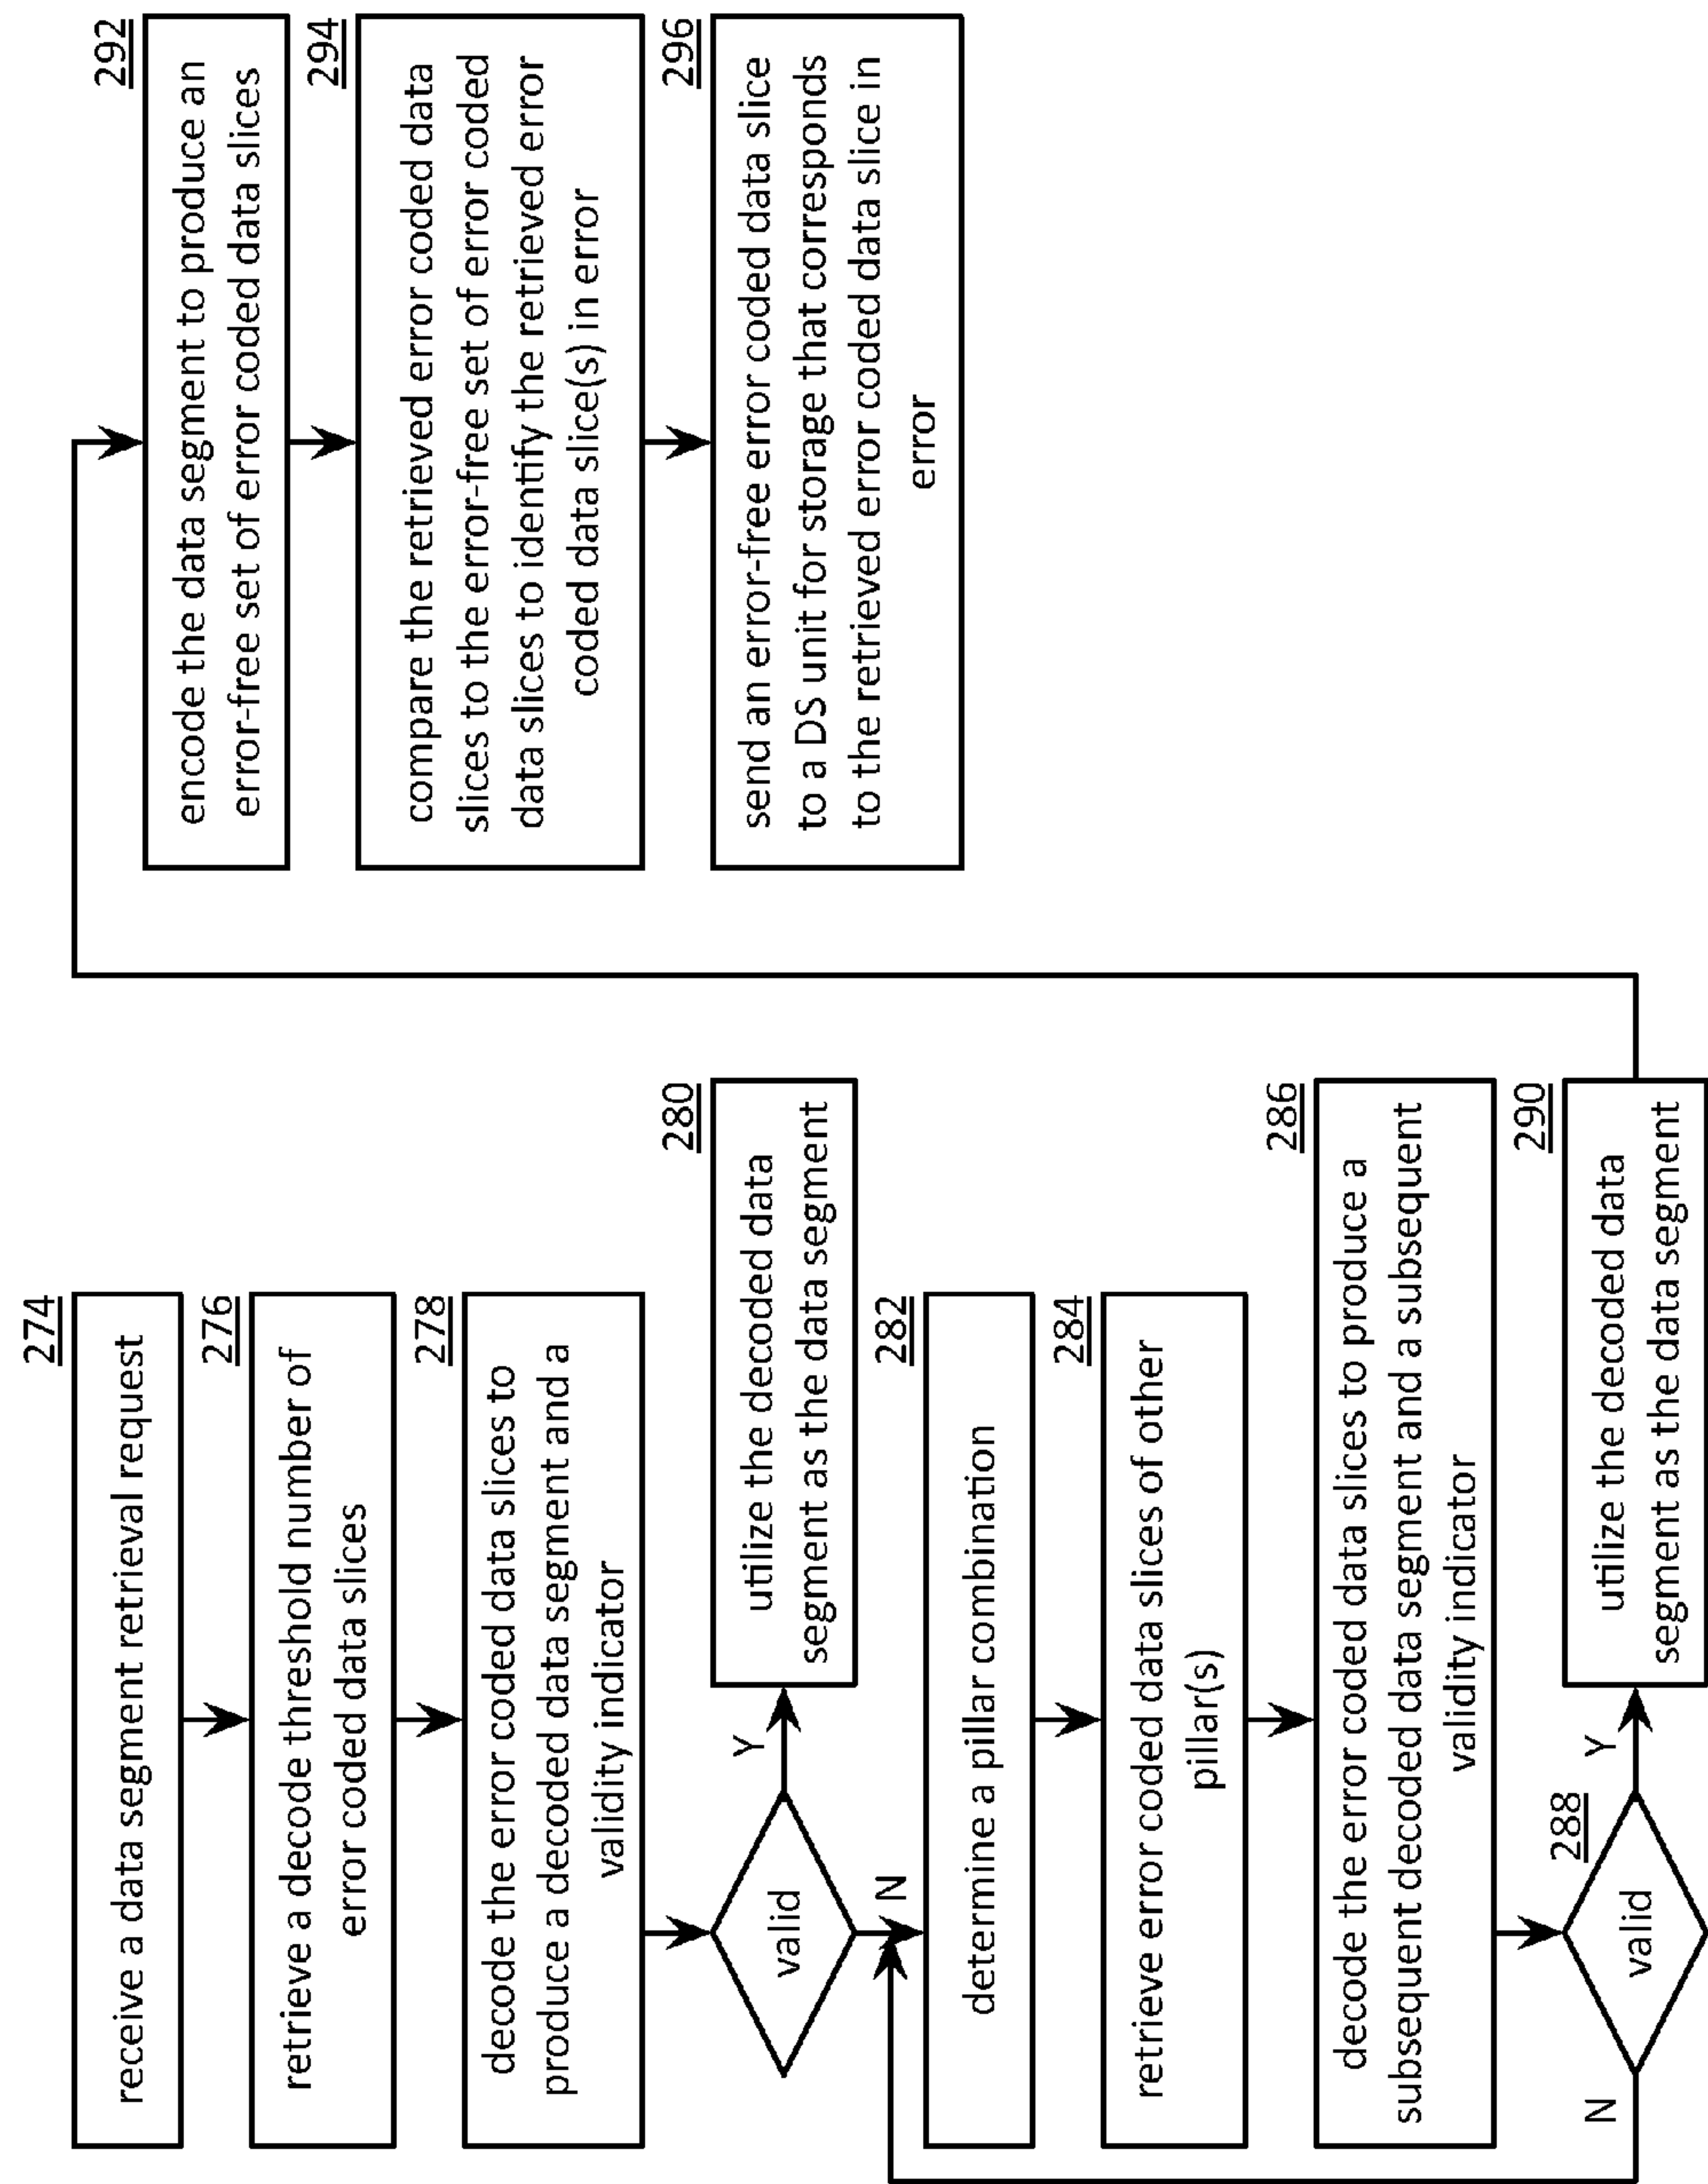 274
receive a data segment retrieval request
276
retrieve a decode threshold number of
error coded data slices
278
decode the error coded data slices to
produce a decoded data segment and a
validity indicator
valid
Y
N
280
utilize the decoded data
segment as the data segment
282
determine a pillar combination
284
retrieve error coded data slices of other
pillar(s)
286
decode the error coded data slices to produce a
subsequent decoded data segment and a subsequent
validity indicator
288
valid
Y
N
290
utilize the decoded data
segment as the data segment
292
encode the data segment to produce an
error-free set of error coded data slices
294
compare the retrieved error coded data
slices to the error-free set of error coded
data slices to identify the retrieved error
coded data slice(s) in error
296
send an error-free error coded data slice
to a DS unit for storage that corresponds
to the retrieved error coded data slice in
error